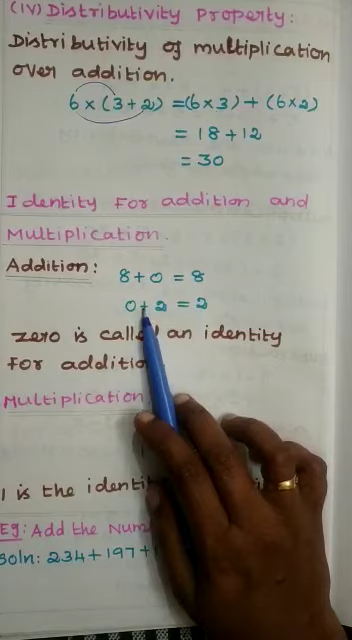 (iv) Distributivity Property:
Distributivity of multiplication
over addition.
6 × (3+2) = (6×3) + (6×2)
= 18+12
= 30
Identity For addition and
Multiplication.
Addition:
8+0 = 8
0+2 = 2
zero is called an identity
for addition
Multiplication
1 is the identi
Eg: Add the Num
Soln: 234+197+